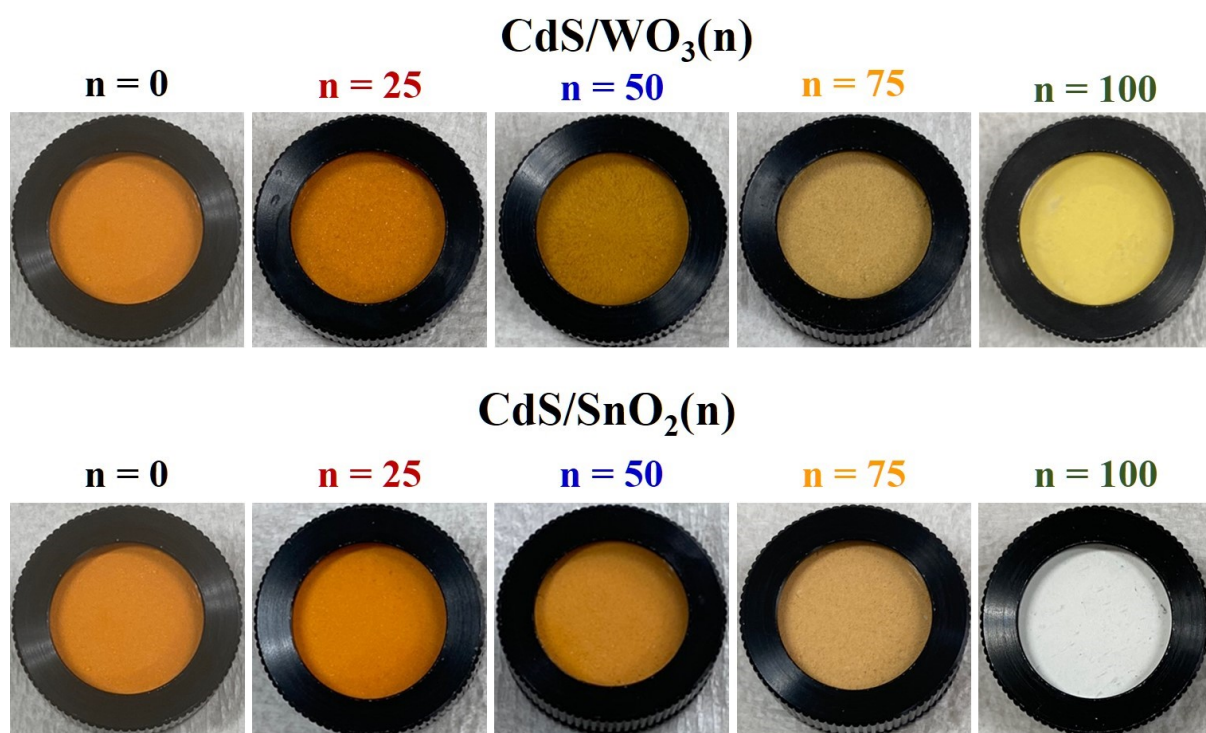 CdS/WO₃(n)
n = 0 n = 25 n = 50 n = 75 n = 100
CdS/SnO₂(n)
n = 0 n = 25 n = 50 n = 75 n = 100